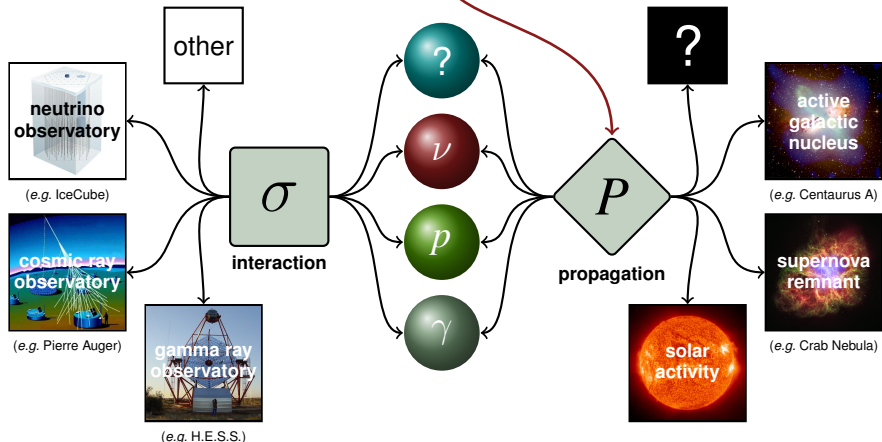 other
?
?
neutrino
observatory
active
galactic
nucleus
ν
(e.g. IceCube)
σ
P
(e.g. Centaurus A)
cosmic ray
observatory
p
interaction
propagation
supernova
remnant
(e.g. Pierre Auger)
gamma ray
observatory
γ
solar
activity
(e.g. Crab Nebula)
(e.g. H.E.S.S.)